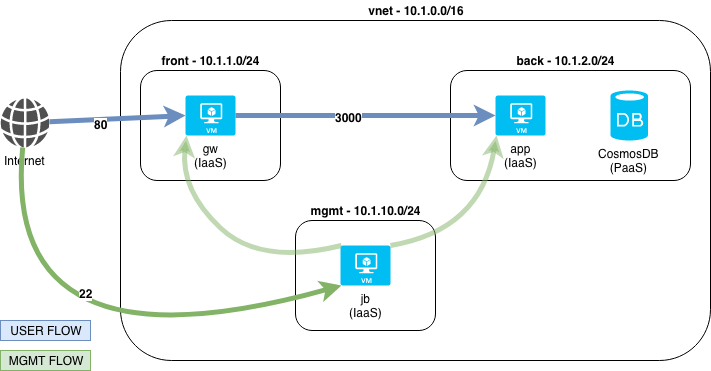 vnet - 10.1.0.0/16
front - 10.1.1.0/24
back - 10.1.2.0/24
VM
gw
(IaaS)
80
3000
VM
app
(IaaS)
DB
CosmosDB
(PaaS)
Internet
mgmt - 10.1.10.0/24
VM
jb
(IaaS)
22
USER FLOW
MGMT FLOW